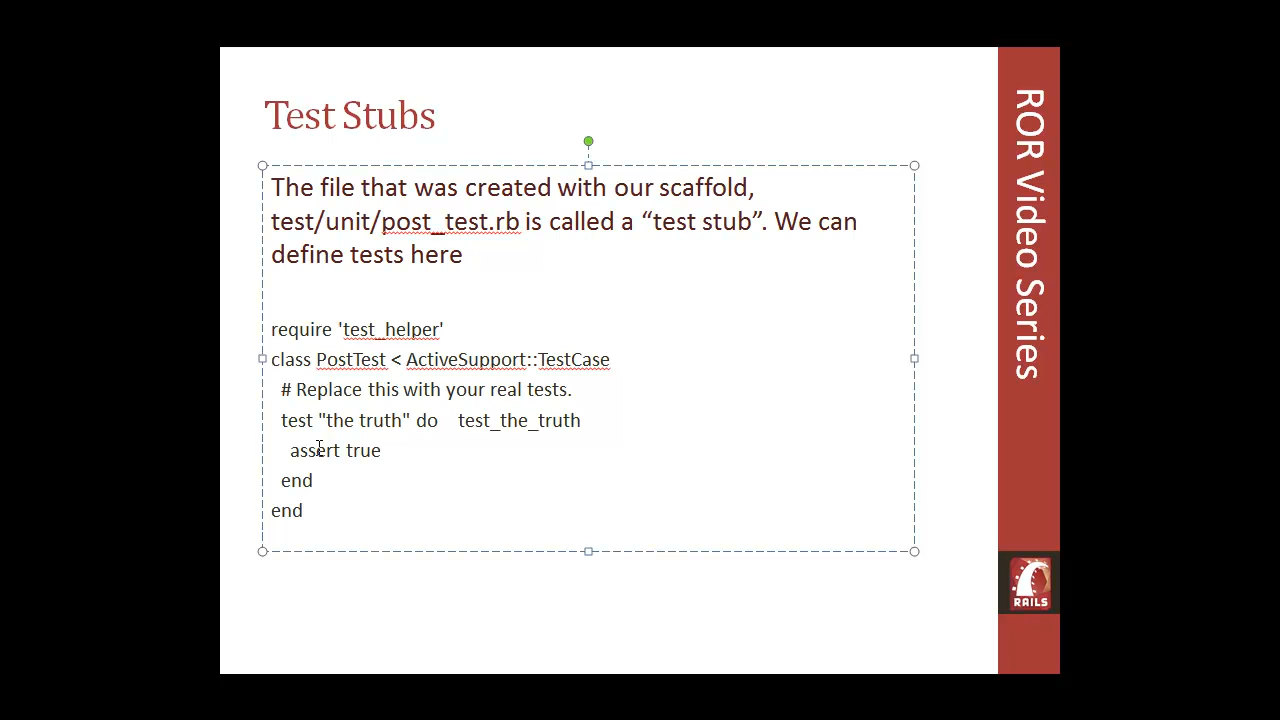 Test Stubs
The file that was created with our scaffold,
test/unit/post_test.rb is called a “test stub”. We can
define tests here
require 'test_helper'
class PostTest < ActiveSupport::TestCase
# Replace this with your real tests.
test "the truth" do    test_the_truth
assert true
end
end
ROR Video Series
RAILS